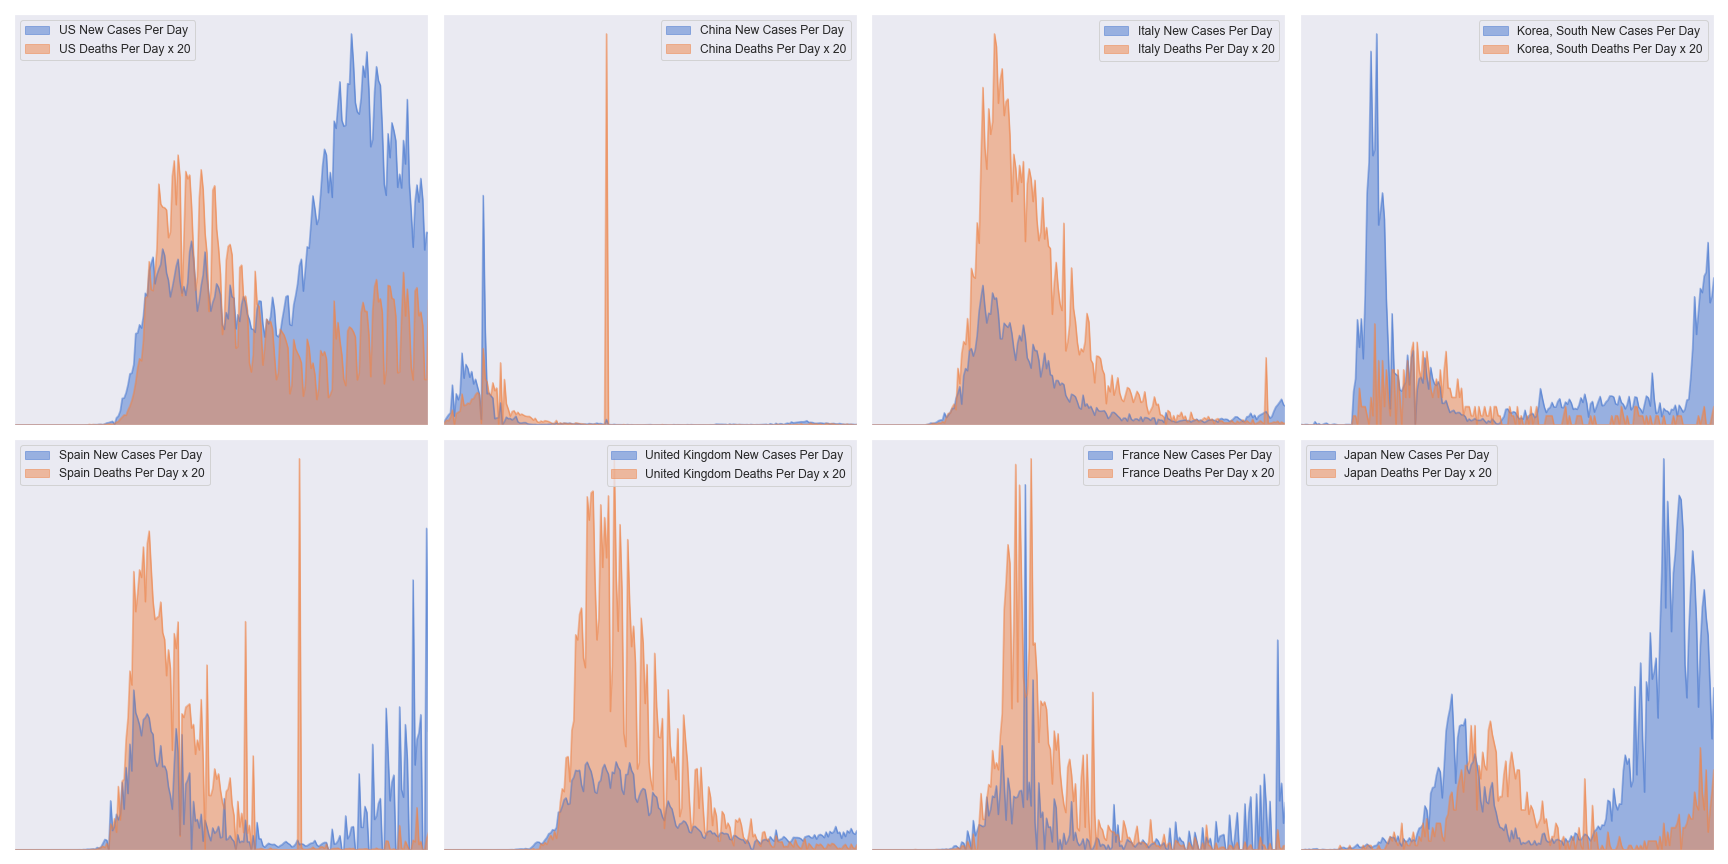 US New Cases Per Day
US Deaths Per Day x 20
China New Cases Per Day
China Deaths Per Day x 20
Italy New Cases Per Day
Italy Deaths Per Day x 20
Korea, South New Cases Per Day
Korea, South Deaths Per Day x 20
Spain New Cases Per Day
Spain Deaths Per Day x 20
United Kingdom New Cases Per Day
United Kingdom Deaths Per Day x 20
France New Cases Per Day
France Deaths Per Day x 20
Japan New Cases Per Day
Japan Deaths Per Day x 20